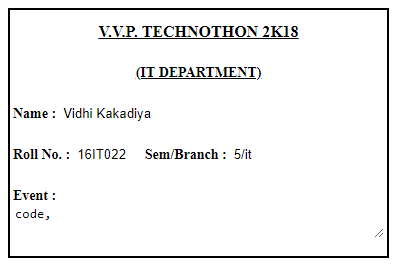 V.V.P. TECHNOTHON 2K18
(IT DEPARTMENT)
Name : Vidhi Kakadiya
Roll No. : 16IT022 Sem/Branch : 5/it
Event :
code,